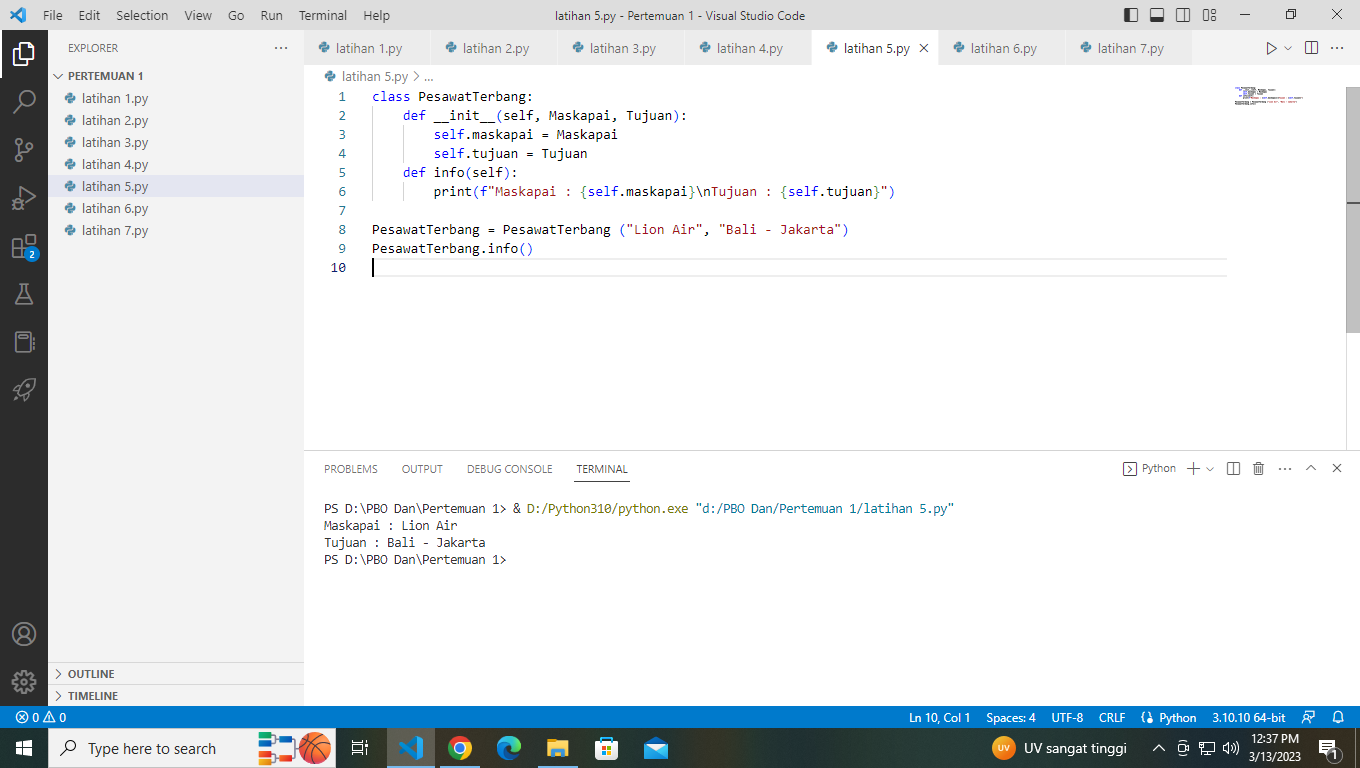 File Edit Selection View Go Run Terminal Help latihan 5.py - Pertemuan 1 - Visual Studio Code
EXPLORER
PERTEMUAN 1
latihan 1.py
latihan 2.py
latihan 3.py
latihan 4.py
latihan 5.py
latihan 6.py
latihan 7.py
2
OUTLINE
TIMELINE
latihan 1.py latihan 2.py latihan 3.py latihan 4.py latihan 5.py latihan 6.py latihan 7.py
latihan 5.py > ...
1 class PesawatTerbang:
2 def __init__(self, Maskapai, Tujuan):
3 self.maskapai = Maskapai
4 self.tujuan = Tujuan
5 def info(self):
6 print(f"Maskapai : {self.maskapai}\nTujuan : {self.tujuan}")
7
8 PesawatTerbang = PesawatTerbang ("Lion Air", "Bali - Jakarta")
9 PesawatTerbang.info()
10
PROBLEMS OUTPUT DEBUG CONSOLE TERMINAL Python
PS D:\PBO Dan\Pertemuan 1> & D:/Python310/python.exe "d:/PBO Dan/Pertemuan 1/latihan 5.py"
Maskapai : Lion Air
Tujuan : Bali - Jakarta
PS D:\PBO Dan\Pertemuan 1>
0 0 Ln 10, Col 1 Spaces: 4 UTF-8 CRLF Python 3.10.10 64-bit
Type here to search UV UV sangat tinggi 12:37 PM
3/13/2023 1